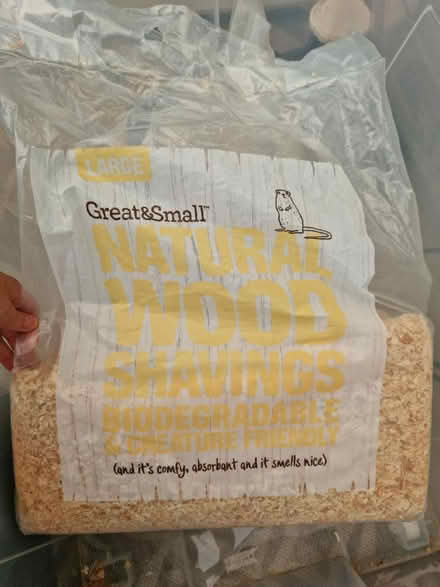 LARGE
Great&Small™
NATURAL
WOOD
SHAVINGS
BIODEGRADABLE
& CREATURE FRIENDLY
(and it's comfy, absorbant and it smells nice)